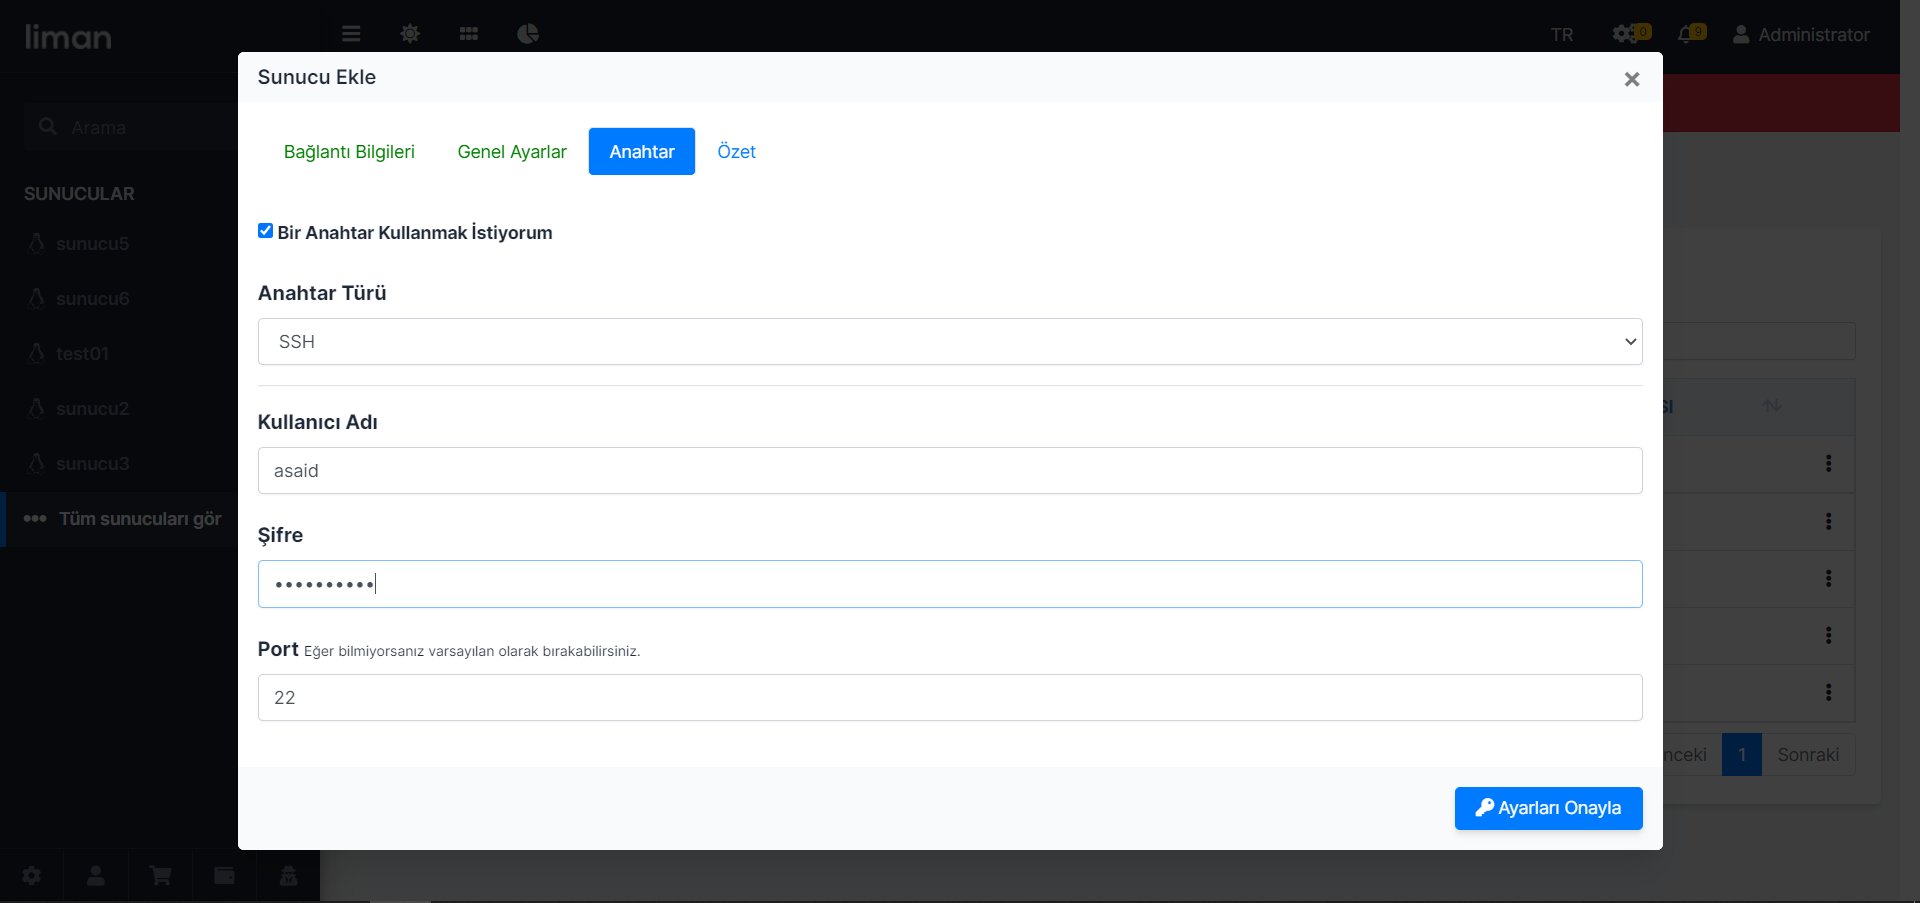 liman
TR
0
9
Administrator
Sunucu Ekle
Arama
Bağlantı Bilgileri
Genel Ayarlar
Anahtar
Özet
SUNUCULAR
sunucu5
sunucu6
test01
sunucu2
sunucu3
Tüm sunucuları gör
Bir Anahtar Kullanmak İstiyorum
Anahtar Türü
SSH
Kullanıcı Adı
asaid
Şifre
••••••••••
Port Eğer bilmiyorsanız varsayılan olarak bırakabilirsiniz.
22
1
Sonraki
Ayarları Onayla